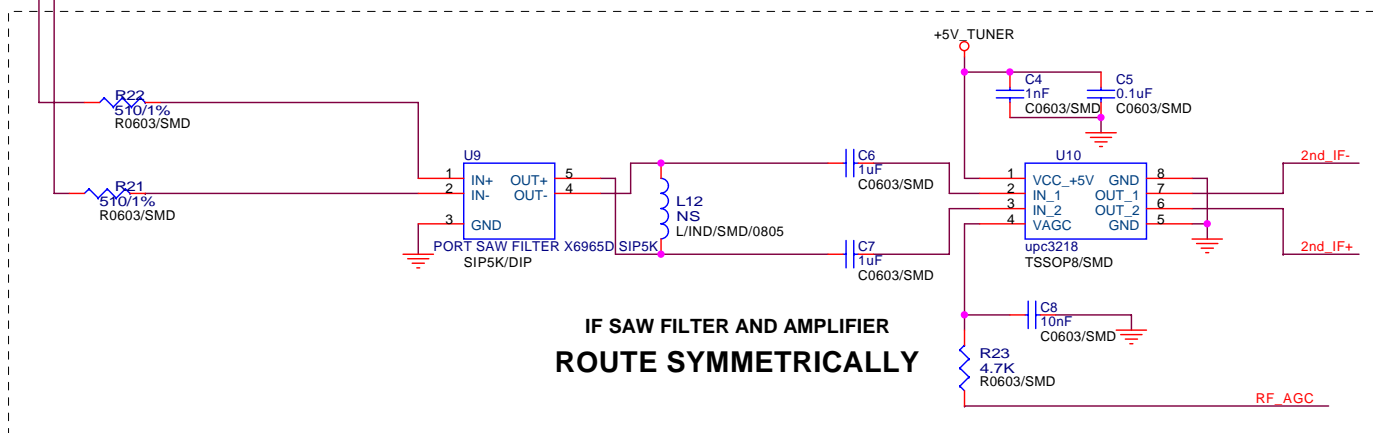 +5V_TUNER
C4
1nF
C0603/SMD
C5
0.1uF
C0603/SMD
R22
510/1%
R0603/SMD
R21
510/1%
R0603/SMD
U9
1
2
3
IN+
IN-
GND
OUT+
OUT-
5
4
PORT SAW FILTER X6965D SIP5K
SIP5K/DIP
L12
NS
L/IND/SMD/0805
C6
1uF
C0603/SMD
C7
1uF
C0603/SMD
U10
1
2
3
4
VCC_+5V
IN_1
IN_2
VAGC
GND
OUT_1
OUT_2
GND
8
7
6
5
upc3218
TSSOP8/SMD
2nd_IF-
2nd_IF+
C8
10nF
C0603/SMD
R23
4.7K
R0603/SMD
RF_AGC
IF SAW FILTER AND AMPLIFIER
ROUTE SYMMETRICALLY